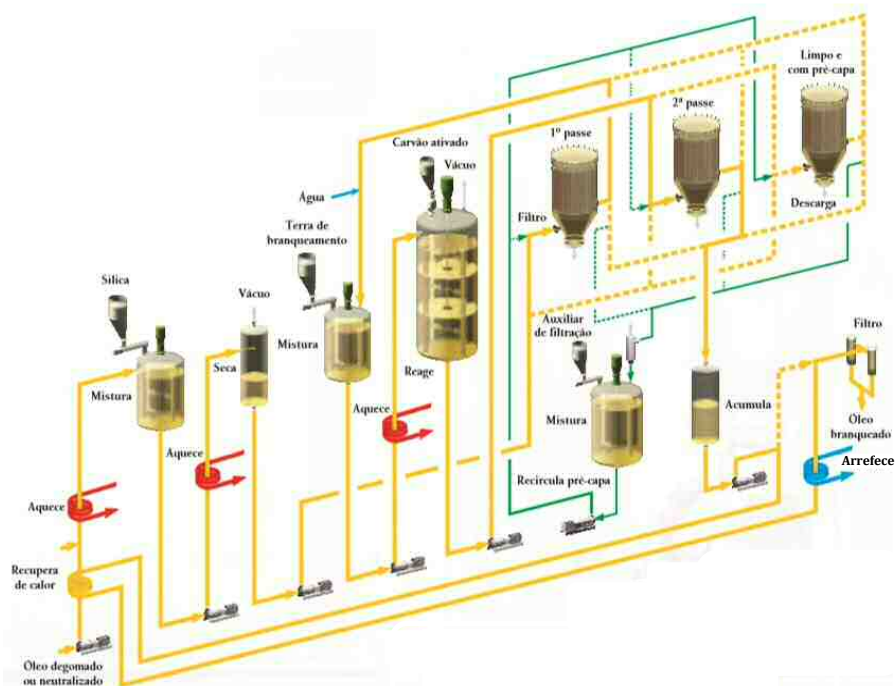 Limpo e
com pré-capa
2ª passe
1º passe
Carvão ativado
Vácuo
Água
Terra de
branqueamento
Filtro
Descarga
Sílica
Vácuo
Mistura
Seca
Mistura
Reage
Auxiliar
de filtração
Filtro
Aquece
Aquece
Mistura
Acumula
Óleo
branqueado
Arrefece
Recircula pré-capa
Aquece
Recupera
de calor
Óleo degomado
ou neutralizado